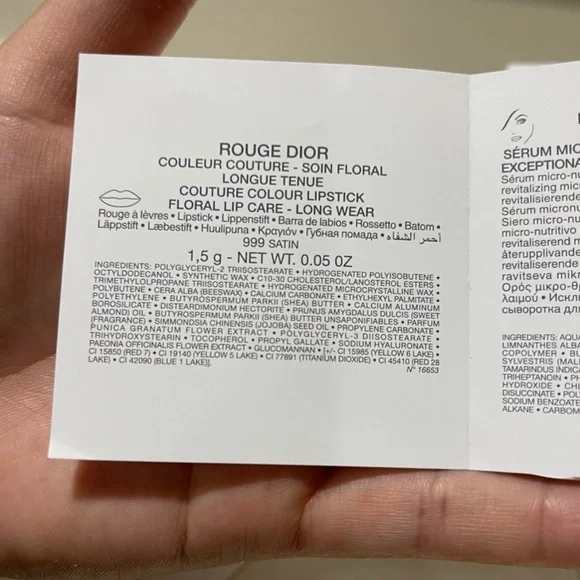 ROUGE DIOR
COULEUR COUTURE - SOIN FLORAL
LONGUE TENUE
COUTURE COLOUR LIPSTICK
FLORAL LIP CARE - LONG WEAR
Rouge à lèvres • Lipstick • Lippenstift • Barra de labios • Rossetto • Batom •
Läppstift • Læbestift • Huulipuna • Κραγιόν • Губная помада • أحمر الشفاه
999 SATIN
1,5 g - NET WT. 0.05 OZ
INGREDIENTS: POLYGLYCERYL-2 TRIISOSTEARATE • HYDROGENATED POLYISOBUTENE •
OCTYLDODECANOL • SYNTHETIC WAX • C10-30 CHOLESTEROL/LANOSTEROL ESTERS •
TRIMETHYLOLPROPANE TRIISOSTEARATE • HYDROGENATED MICROCRYSTALLINE WAX •
POLYBUTENE • CERA ALBA (BEESWAX) • CALCIUM CARBONATE • ETHYLHEXYL PALMITATE •
POLYETHYLENE • BUTYROSPERMUM PARKII (SHEA) BUTTER • CALCIUM ALUMINUM
BOROSILICATE • DISTEARDIMONIUM HECTORITE • PRUNUS AMYGDALUS DULCIS (SWEET
ALMOND) OIL • BUTYROSPERMUM PARKII (SHEA) BUTTER UNSAPONIFIABLES • PARFUM
(FRAGRANCE) • SIMMONDSIA CHINENSIS (JOJOBA) SEED OIL • PROPYLENE CARBONATE •
PUNICA GRANATUM FLOWER EXTRACT • POLYGLYCERYL-3 DIISOSTEARATE •
TRIHYDROXYSTEARIN • TOCOPHEROL • PROPYL GALLATE • SODIUM HYALURONATE •
PAEONIA OFFICINALIS FLOWER EXTRACT • GLUCOMANNAN • [+/- CI 15985 (YELLOW 6 LAKE) •
CI 15850 (RED 7) • CI 19140 (YELLOW 5 LAKE) • CI 77891 (TITANIUM DIOXIDE) • CI 45410 (RED 28
LAKE) • CI 42090 (BLUE 1 LAKE)].
N° 16653
SÉRUM MIC
EXCEPTIONA
Sérum micro-nu
revitalizing micr
revitalisierende
Sérum micronu
Siero micro-nu
micro-nutritivo
revitaliserend m
återupplivande
revitaliserende
ravitseva mikr
Ορός μικρο-θρ
λαιμού • Искл
сыворотка для
INGREDIENTS: AQUA
LIMNANTHES ALB
COPOLYMER • BU
SYLVESTRIS (MAL
TAMARINDUS INDICA
TRIHEPTANOIN • PH
HYDROXIDE • CHL
DISUCCINATE • POL
SODIUM BENZOATE
ALKANE • CARBOM